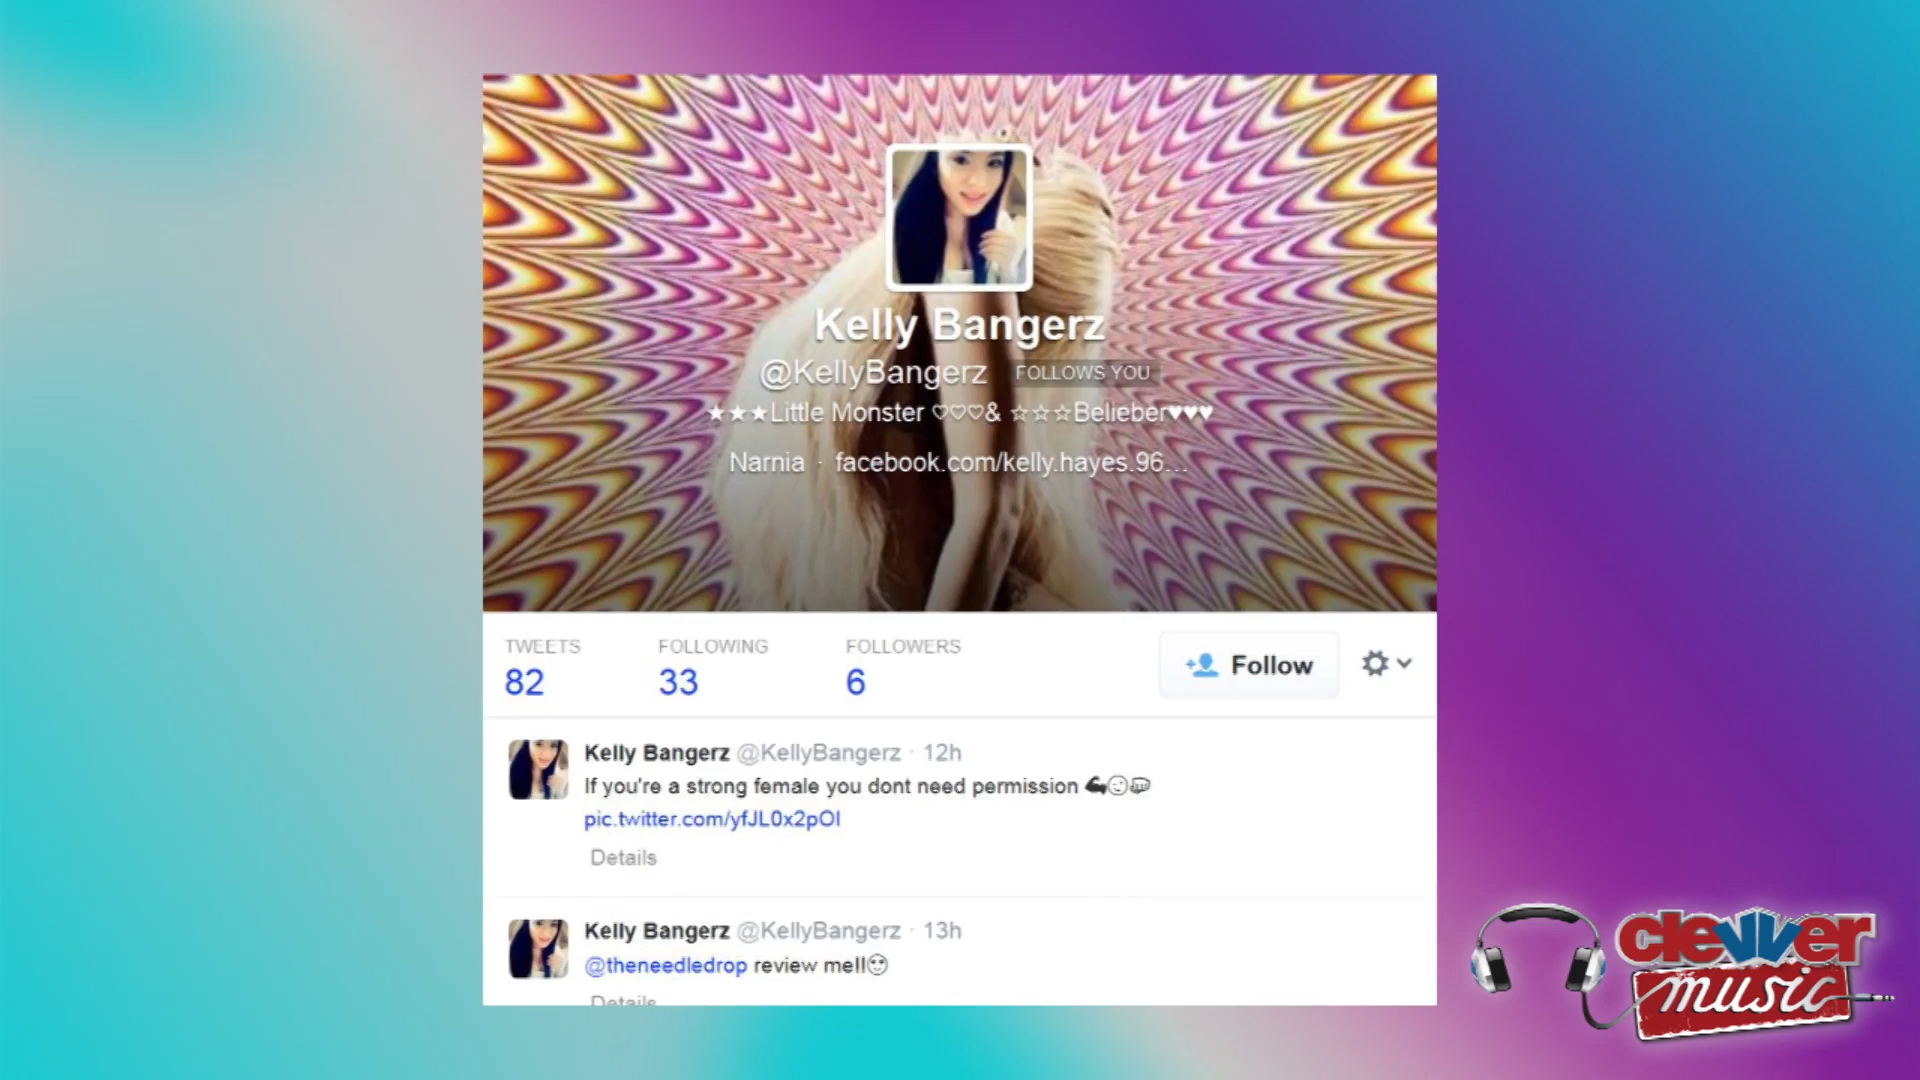 Kelly Bangerz
@KellyBangerz FOLLOWS YOU
★★★Little Monster ♡♡♡& ☆☆☆Belieber♥♥♥
Narnia · facebook.com/kelly.hayes.96...
TWEETS FOLLOWING FOLLOWERS
82 33 6
Follow
Kelly Bangerz @KellyBangerz · 12h
If you're a strong female you dont need permission
pic.twitter.com/yfJL0x2pOI
Details
Kelly Bangerz @KellyBangerz · 13h
@theneedledrop review mell
Details
clevver
music